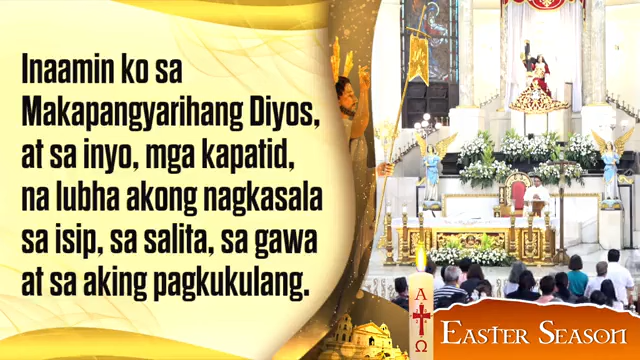 Inaamin ko sa
Makapangyarihang Diyos,
at sa inyo, mga kapatid,
na lubha akong nagkasala
sa isip, sa salita, sa gawa
at sa aking pagkukulang.
Α
Ω
EASTER SEASON